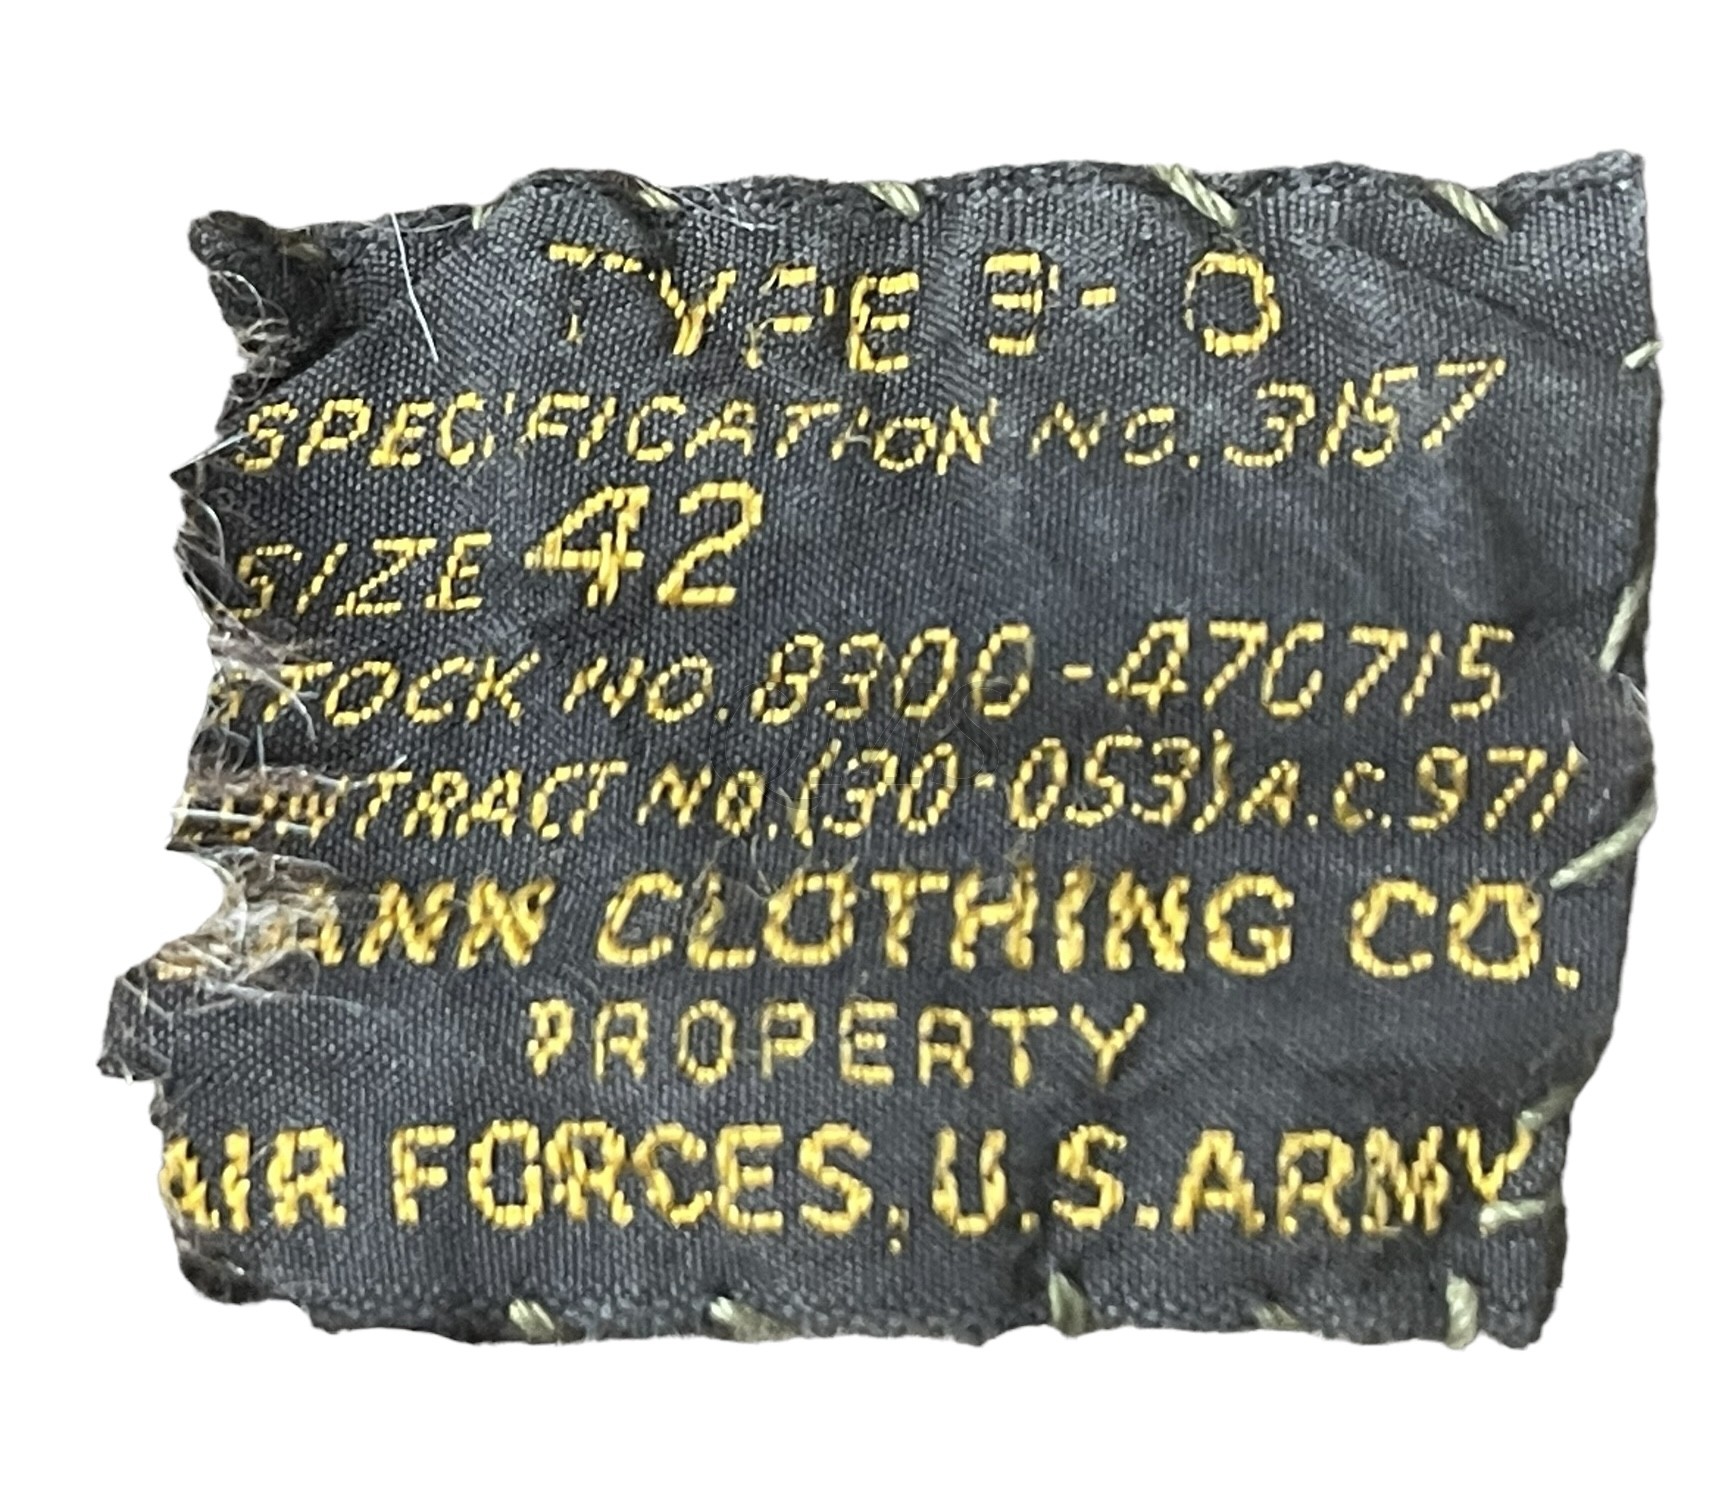 TYPE B- 0
SPECIFICATION NO. 3157
SIZE 42
STOCK NO. 8300-476715
CONTRACT NO. (30-053)A.C.971
CLOTHING CO.
PROPERTY
AIR FORCES, U.S. ARMY